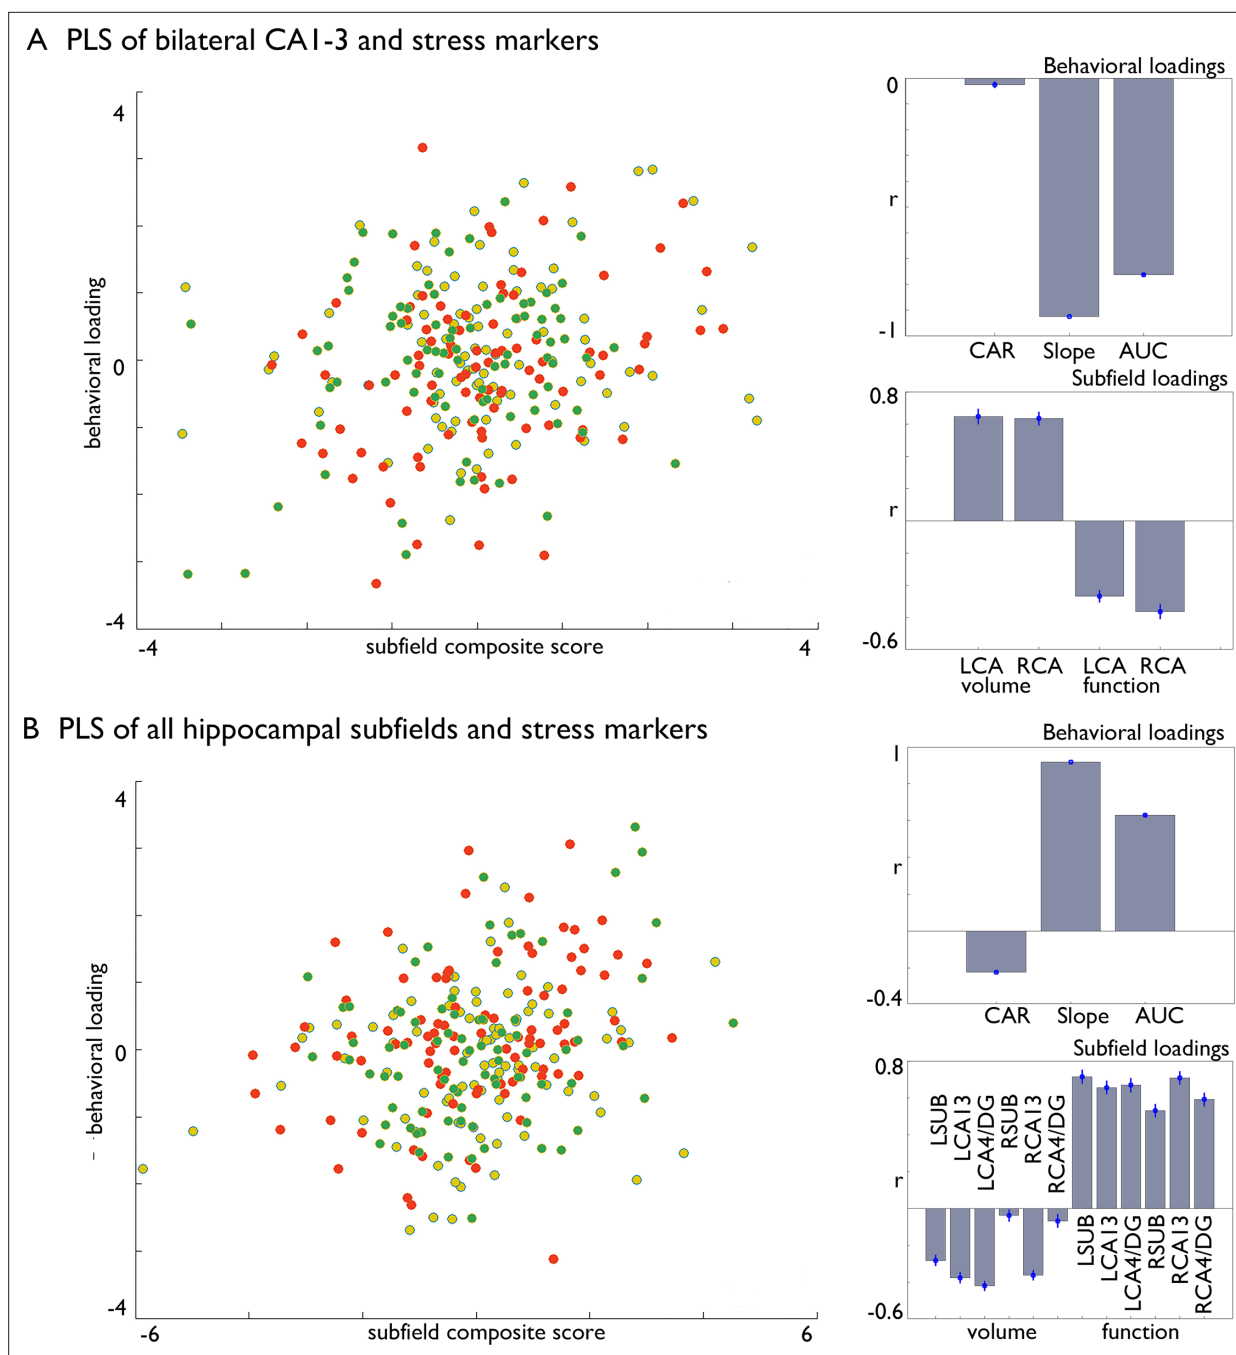 A PLS of bilateral CA1-3 and stress markers
4
0
-4
behavioral loading
-4
subfield composite score
4
Behavioral loadings
0
r
-1
CAR Slope AUC
Subfield loadings
0.8
r
-0.6
LCA RCA LCA RCA
volume function
B PLS of all hippocampal subfields and stress markers
4
0
-4
behavioral loading
-6
subfield composite score
6
Behavioral loadings
1
r
-0.4
CAR Slope AUC
Subfield loadings
0.8
r
-0.6
LSUB
LCA13
LCA4/DG
RSUB
RCA13
RCA4/DG
LSUB
LCA13
LCA4/DG
RSUB
RCA13
RCA4/DG
volume function